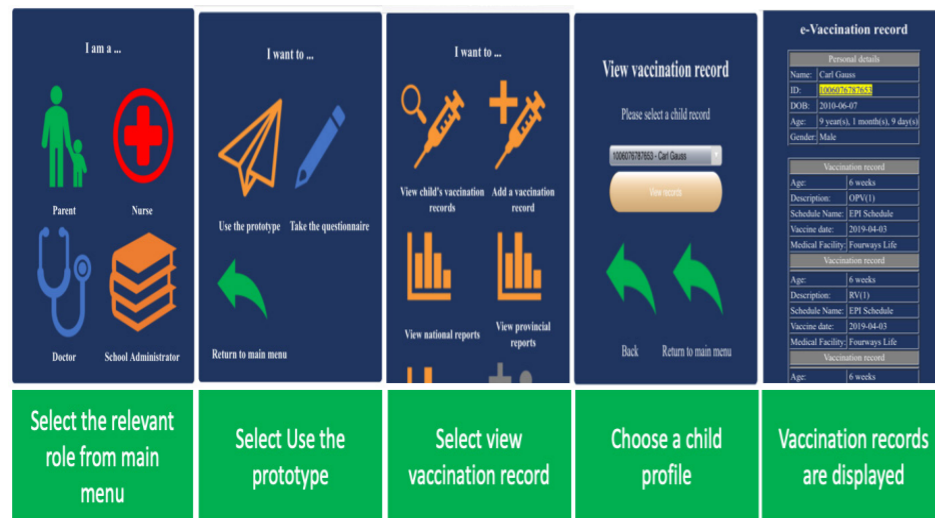 I am a ...
Parent
Nurse
Doctor
School Administrator
Select the relevant
role from main
menu
I want to ...
Use the prototype
Take the questionnaire
Return to main menu
Select Use the
prototype
I want to ...
View child's vaccination
records
Add a vaccination
record
View national reports
View provincial
reports
Select view
vaccination record
View vaccination record
Please select a child record
1006076787653 - Carl Gauss
View records
Back
Return to main menu
Choose a child
profile
e-Vaccination record
Personal details
Name: Carl Gauss
ID: 1006076787653
DOB: 2010-06-07
Age: 9 year(s), 1 month(s), 9 day(s)
Gender: Male
Vaccination record
Age: 6 weeks
Description: OPV(1)
Schedule Name: EPI Schedule
Vaccine date: 2019-04-03
Medical Facility: Fourways Life
Vaccination record
Age: 6 weeks
Description: RV(1)
Schedule Name: EPI Schedule
Vaccine date: 2019-04-03
Medical Facility: Fourways Life
Vaccination record
Age: 6 weeks
Vaccination records
are displayed